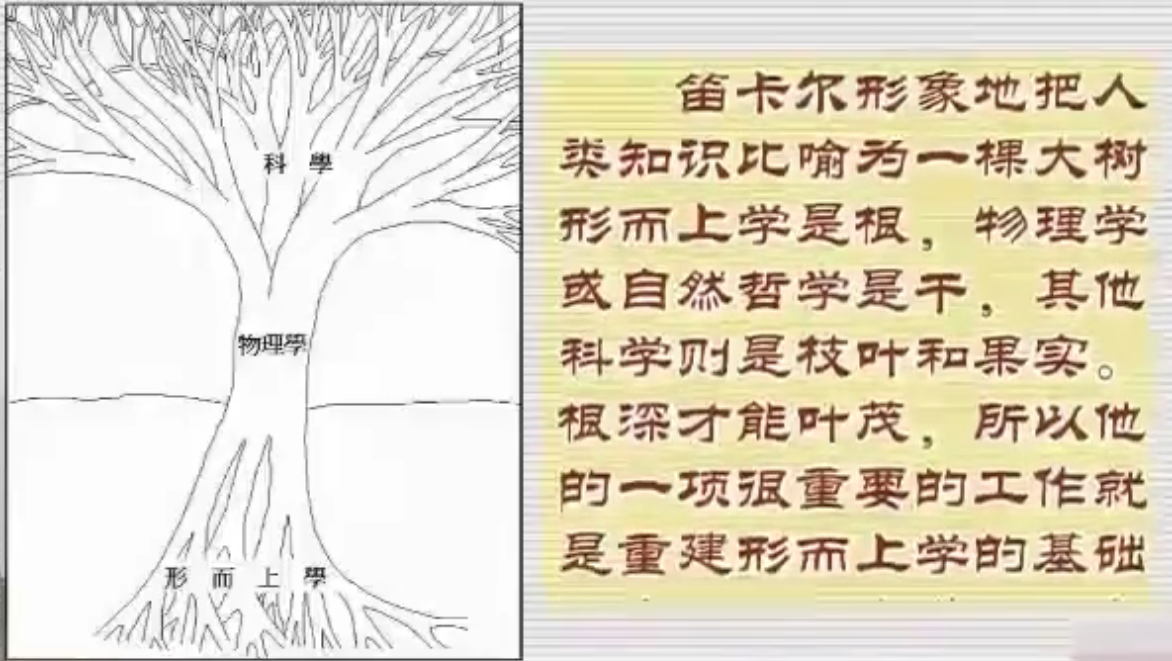 科學
物理學
形而上學
笛卡尔形象地把人
类知识比喻为一棵大树
形而上学是根，物理学
或自然哲学是干，其他
科学则是枝叶和果实。
根深才能叶茂，所以他
的一项很重要的工作就
是重建形而上学的基础